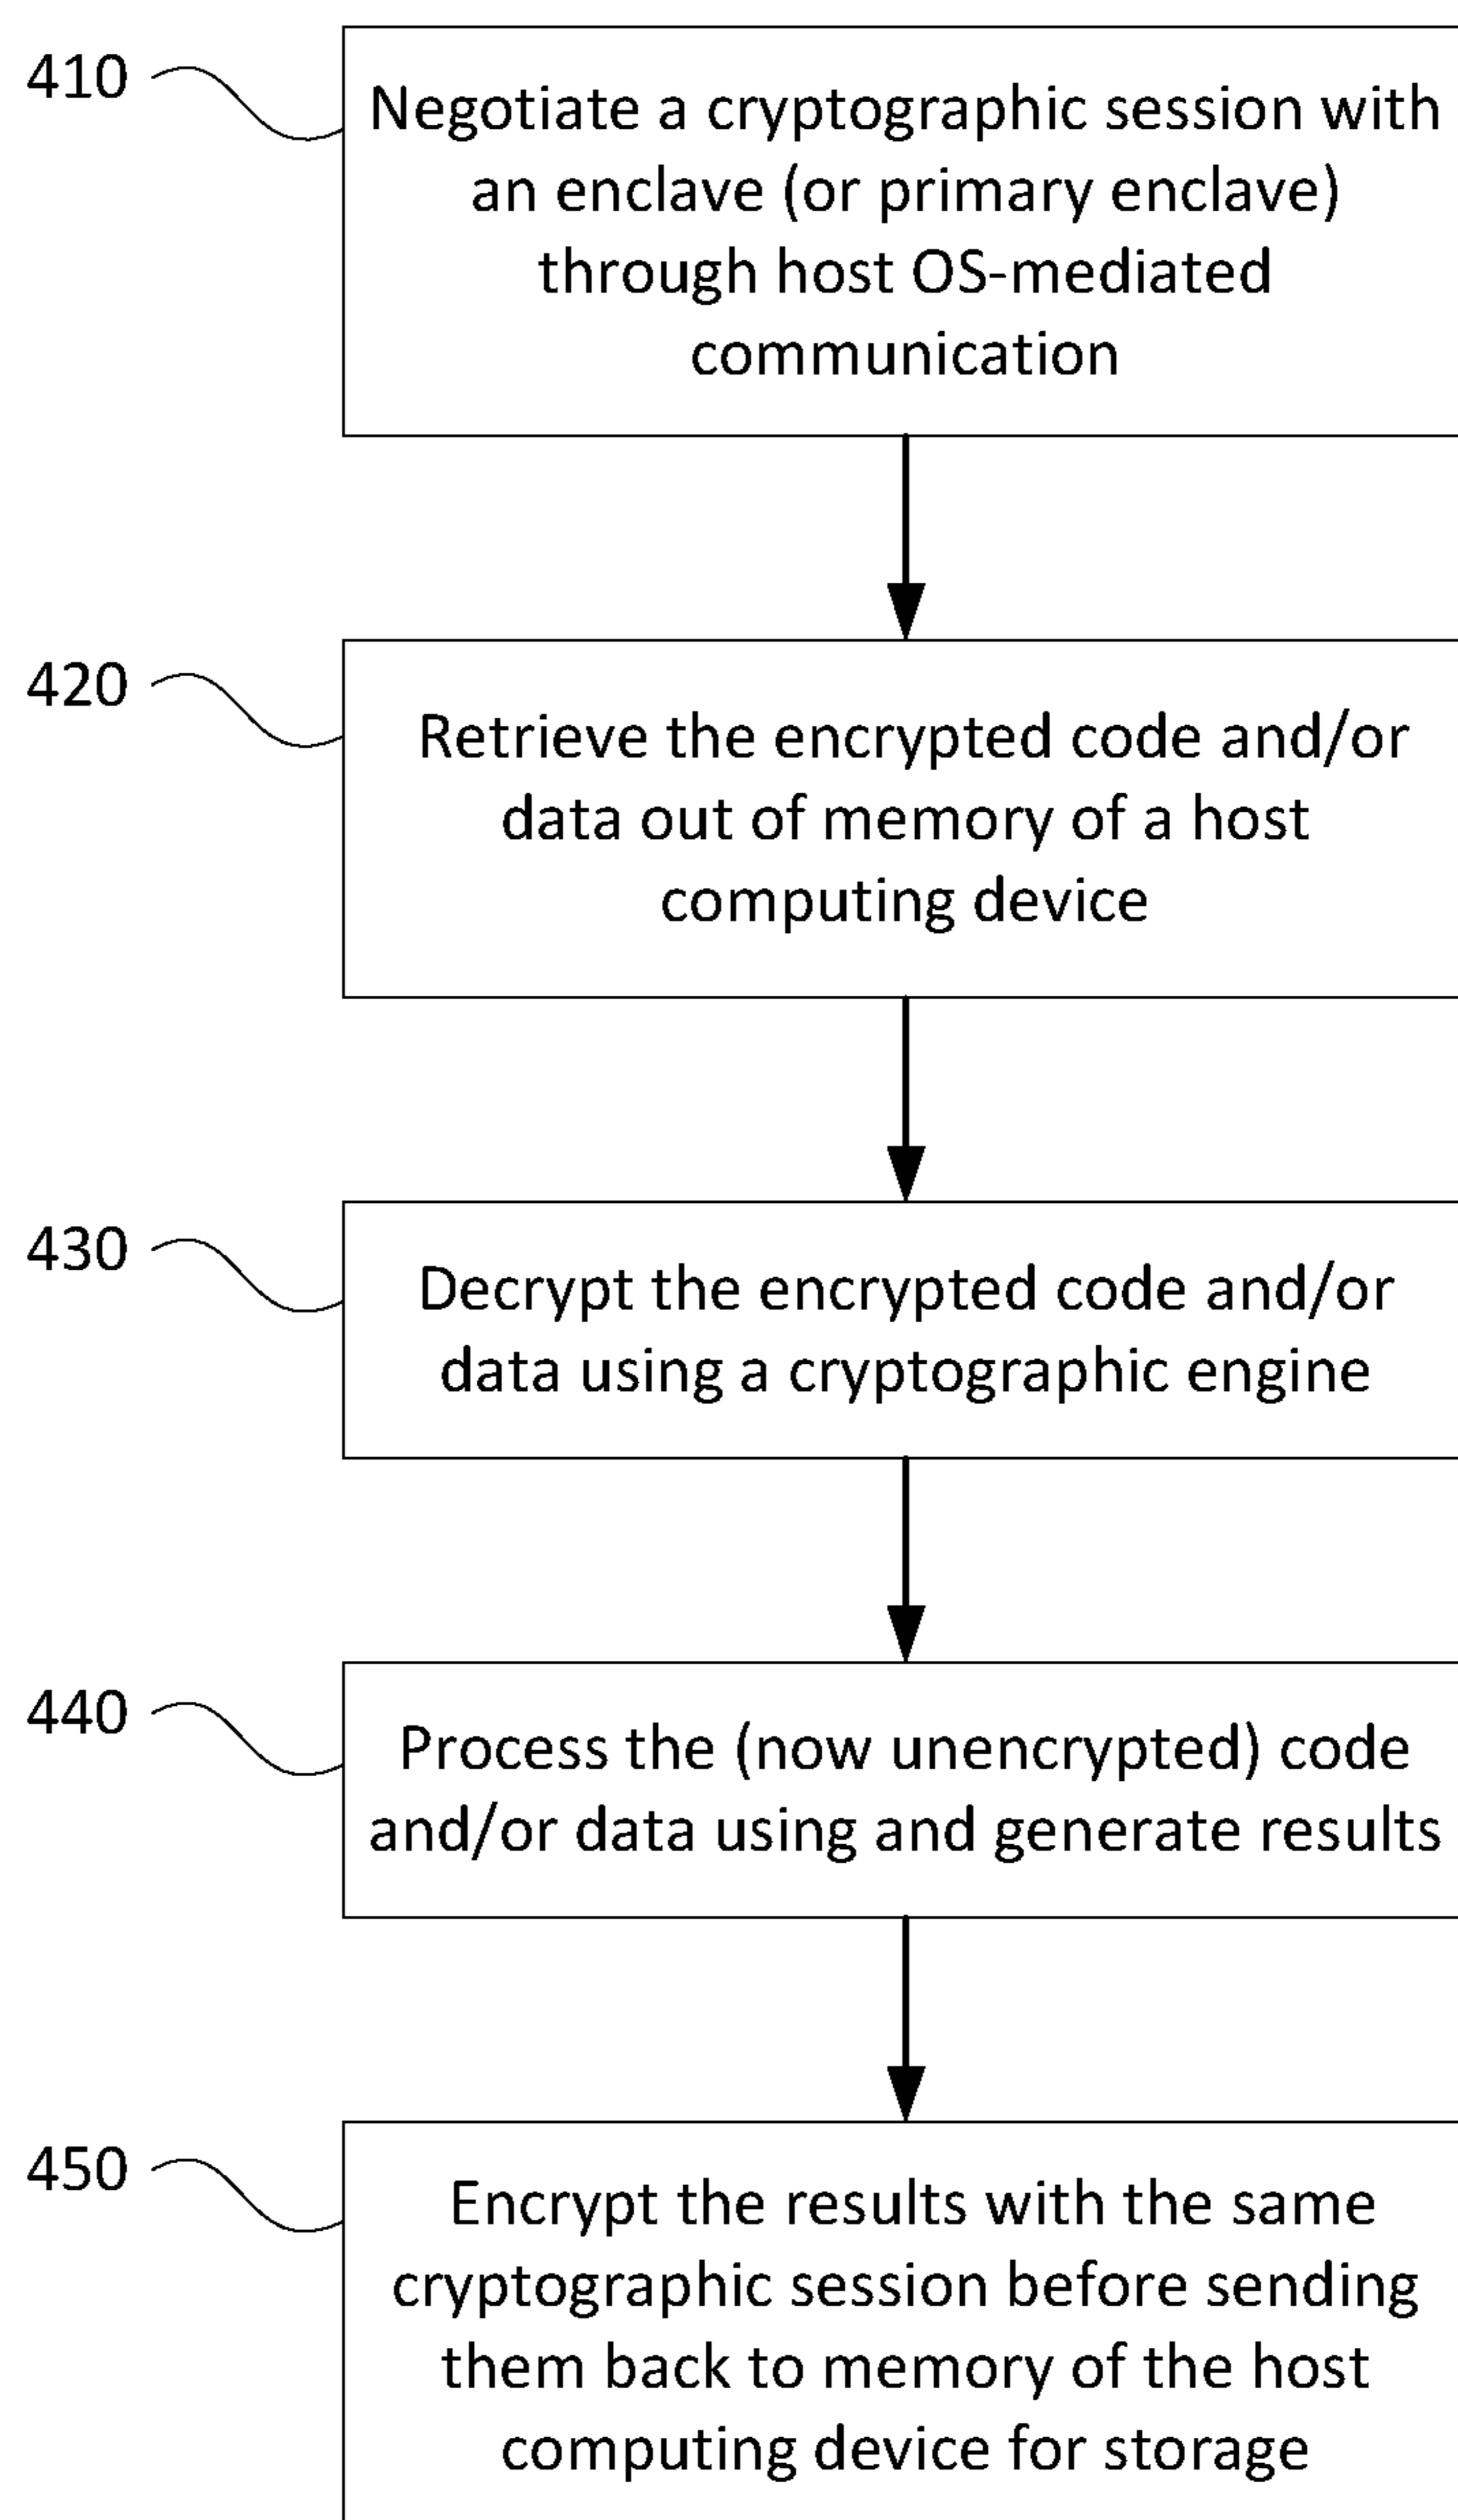 410
Negotiate a cryptographic session with
an enclave (or primary enclave)
through host OS-mediated
communication
420
Retrieve the encrypted code and/or
data out of memory of a host
computing device
430
Decrypt the encrypted code and/or
data using a cryptographic engine
440
Process the (now unencrypted) code
and/or data using and generate results
450
Encrypt the results with the same
cryptographic session before sending
them back to memory of the host
computing device for storage